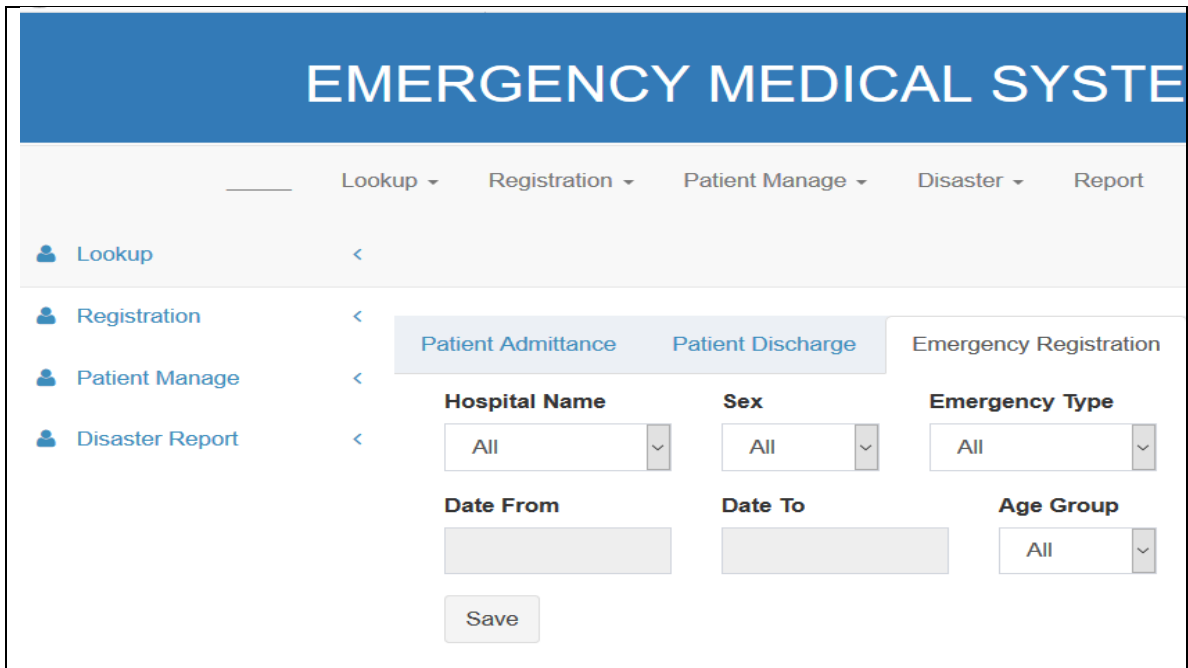 EMERGENCY MEDICAL SYSTE
Lookup Registration Patient Manage Disaster Report
Lookup
Registration
Patient Manage
Disaster Report
Patient Admittance Patient Discharge Emergency Registration
Hospital Name Sex Emergency Type
All All All
Date From Date To Age Group
All
Save